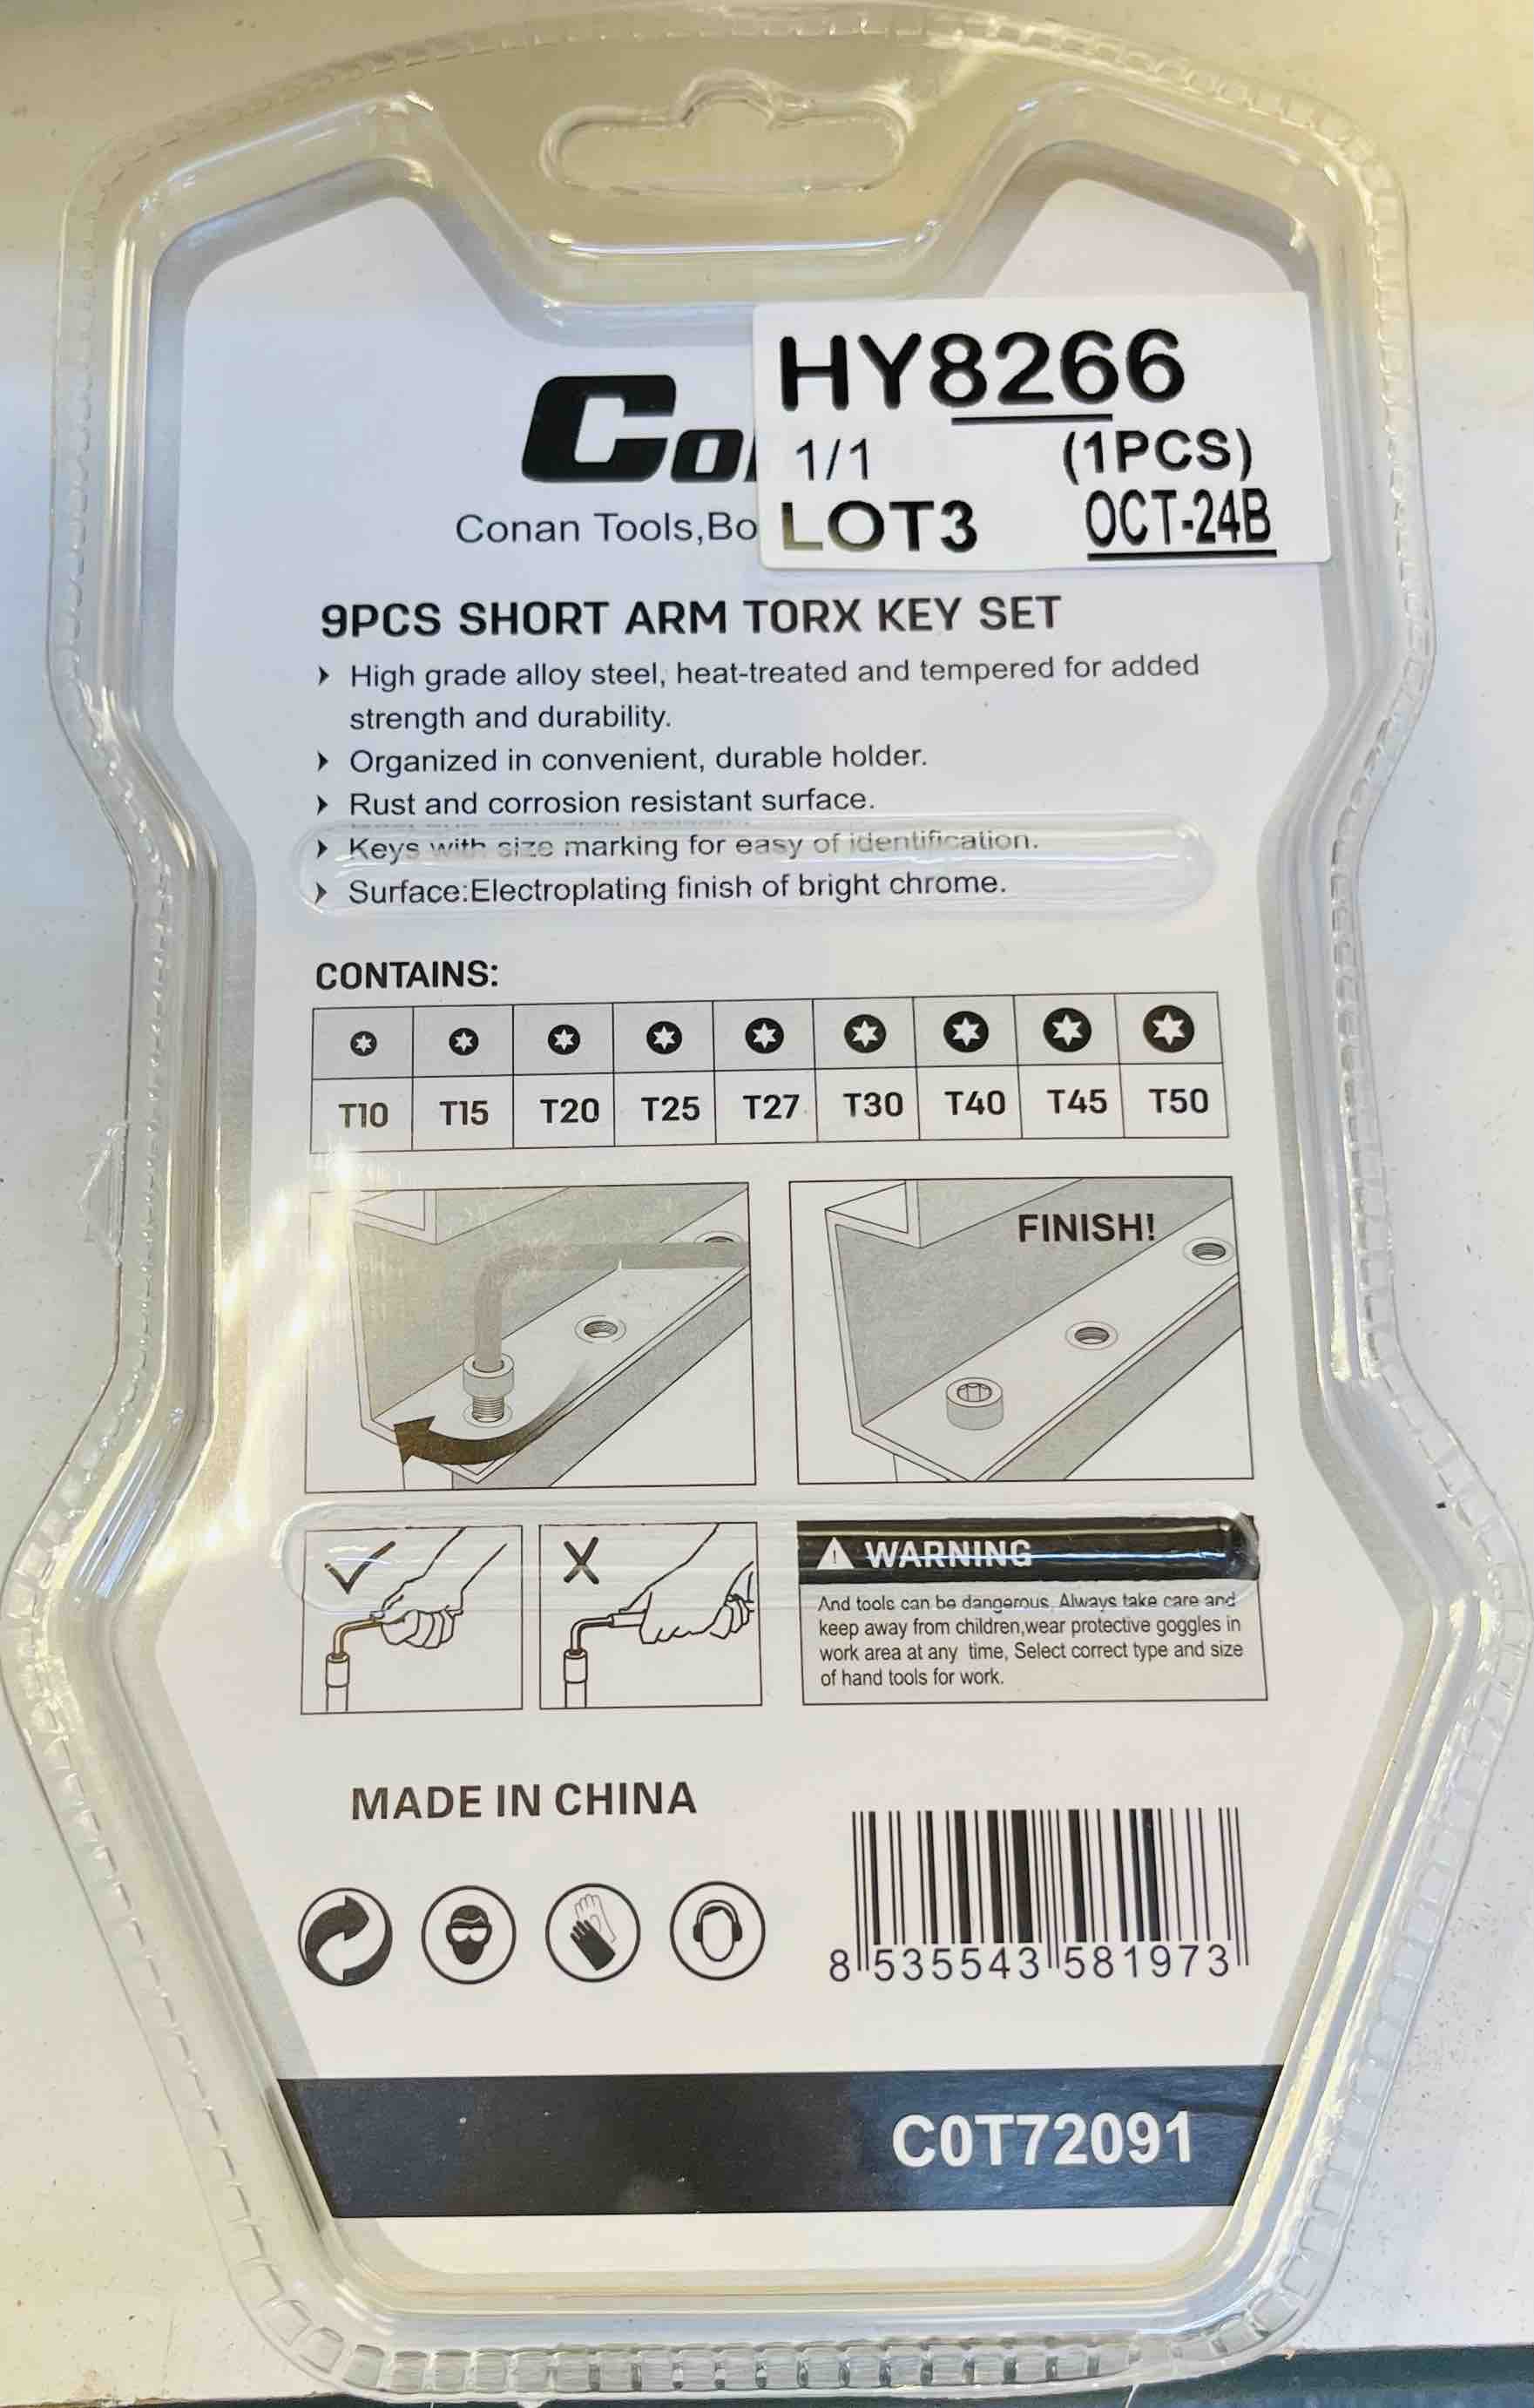 HY8266
1/1 (1PCS)
LOT3 OCT-24B
Co
Conan Tools,Bo
9PCS SHORT ARM TORX KEY SET
High grade alloy steel, heat-treated and tempered for added
strength and durability.
Organized in convenient, durable holder.
Rust and corrosion resistant surface.
Keys with size marking for easy of identification.
Surface:Electroplating finish of bright chrome.
CONTAINS:
T10 T15 T20 T25 T27 T30 T40 T45 T50
FINISH!
WARNING
And tools can be dangerous, Always take care and
keep away from children,wear protective goggles in
work area at any time, Select correct type and size
of hand tools for work.
MADE IN CHINA
8 535543 581973
C0T72091